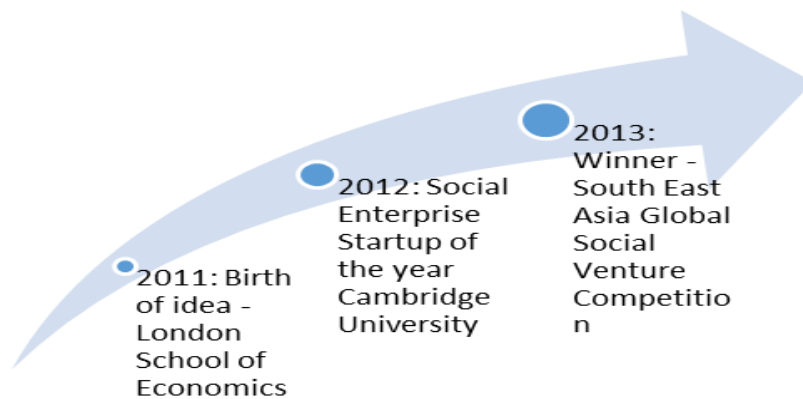 2011: Birth
of idea -
London
School of
Economics
2012: Social
Enterprise
Startup of
the year
Cambridge
University
2013:
Winner -
South East
Asia Global
Social
Venture
Competitio
n